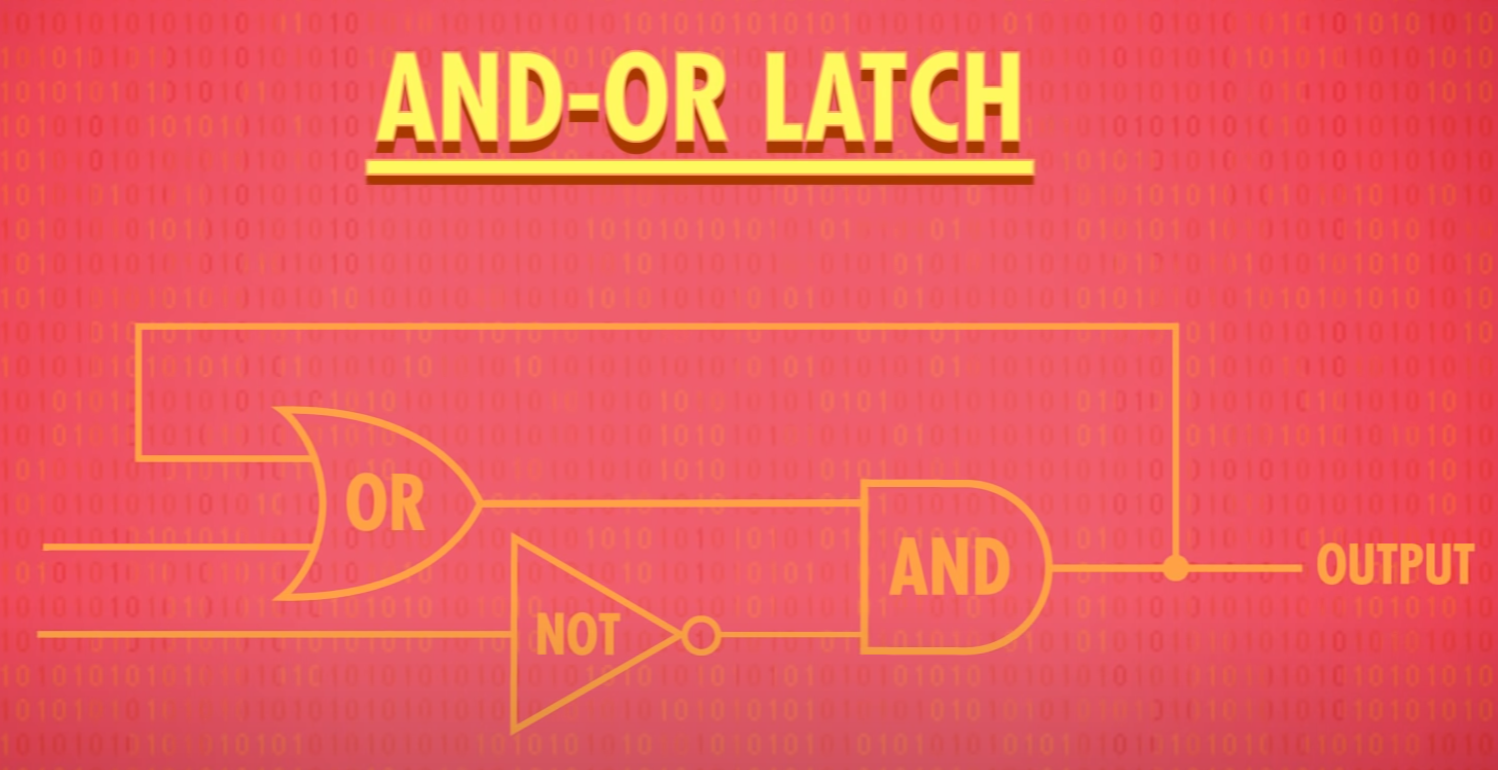 AND-OR LATCH
OR
AND
OUTPUT
NOT